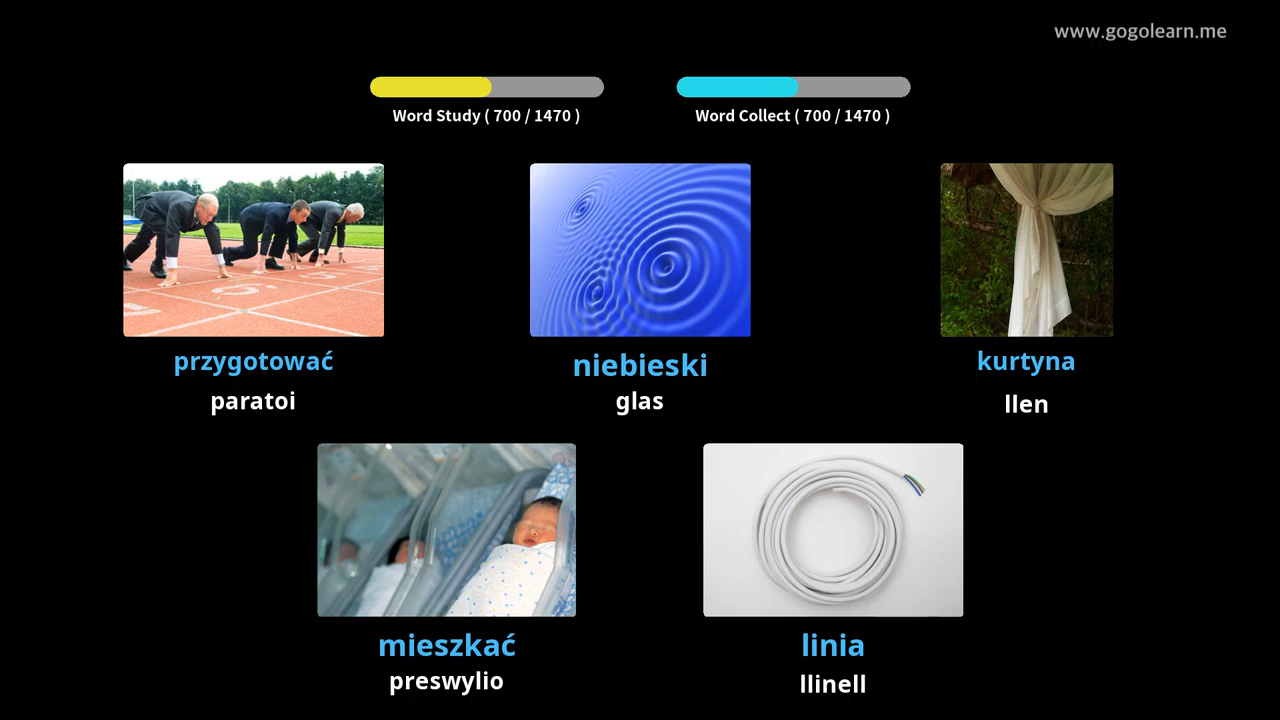 www.gogolearn.me
Word Study ( 700 / 1470 )
Word Collect ( 700 / 1470 )
przygotować
paratoi
niebieski
glas
kurtyna
llen
mieszkać
preswylio
linia
llinell